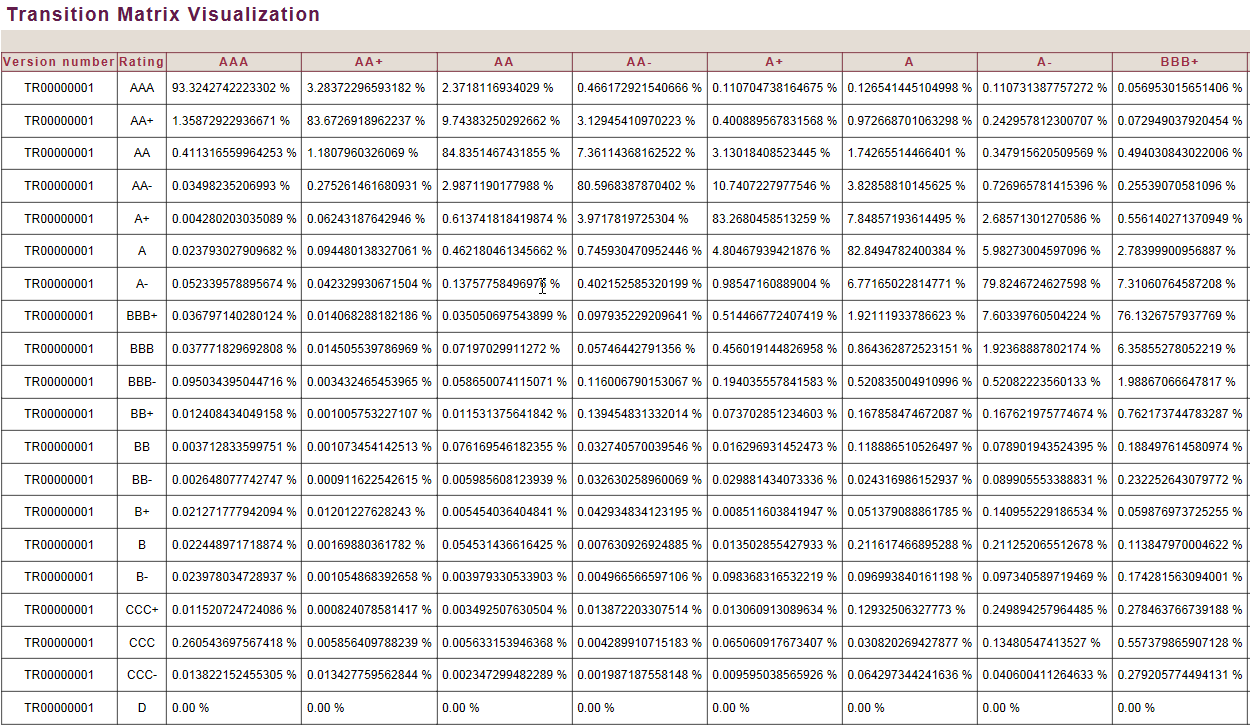 Transition Matrix Visualization
Version number Rating AAA AA+ AA AA- A+ A A- BBB+
TR00000001 AAA 93.3242742223302 % 3.28372296593182 % 2.3718116934029 % 0.466172921540666 % 0.110704738164675 % 0.126541445104998 % 0.110731387757272 % 0.056953015651406 %
TR00000001 AA+ 1.35872922936671 % 83.6726918962237 % 9.74383250292662 % 3.12945410970223 % 0.400889567831568 % 0.972668701063298 % 0.242957812300707 % 0.072949037920454 %
TR00000001 AA 0.411316559964253 % 1.1807960326069 % 84.8351467431855 % 7.36114368162522 % 3.13018408523445 % 1.74265514466401 % 0.347915620509569 % 0.494030843022006 %
TR00000001 AA- 0.03498235206993 % 0.275261461680931 % 2.9871190177988 % 80.5968387870402 % 10.7407227977546 % 3.82858810145625 % 0.726965781415396 % 0.25539070581096 %
TR00000001 A+ 0.004280203035089 % 0.06243187642946 % 0.613741818419874 % 3.9717819725304 % 83.2680458513259 % 7.84857193614495 % 2.68571301270586 % 0.556140271370949 %
TR00000001 A 0.023793027909682 % 0.094480138327061 % 0.462180461345662 % 0.745930470952446 % 4.80467939421876 % 82.8494782400384 % 5.98273004597096 % 2.78399900956887 %
TR00000001 A- 0.052339578895674 % 0.042329930671504 % 0.13757758496976 % 0.402152585320199 % 0.98547160889004 % 6.77165022814771 % 79.8246724627598 % 7.31060764587208 %
TR00000001 BBB+ 0.036797140280124 % 0.014068288182186 % 0.035050697543899 % 0.097935229209641 % 0.514466772407419 % 1.92111933786623 % 7.60339760504224 % 76.1326757937769 %
TR00000001 BBB 0.037771829692808 % 0.014505539786969 % 0.07197029911272 % 0.05746442791356 % 0.456019144826958 % 0.864362872523151 % 1.92368887802174 % 6.35855278052219 %
TR00000001 BBB- 0.095034395044716 % 0.003432465453965 % 0.058650074115071 % 0.116006790153067 % 0.194035557841583 % 0.520835004910996 % 0.52082223560133 % 1.98867066647817 %
TR00000001 BB+ 0.012408434049158 % 0.001005753227107 % 0.011531375641842 % 0.139454831332014 % 0.073702851234603 % 0.167858474672087 % 0.167621975774674 % 0.762173744783287 %
TR00000001 BB 0.003712833599751 % 0.001073454142513 % 0.076169546182355 % 0.032740570039546 % 0.016296931452473 % 0.118886510526497 % 0.078901943524395 % 0.188497614580974 %
TR00000001 BB- 0.002648077742747 % 0.000911622542615 % 0.005985608123939 % 0.032630258960069 % 0.029881434073336 % 0.024316986152937 % 0.089905553388831 % 0.232252643079772 %
TR00000001 B+ 0.021271777942094 % 0.01201227628243 % 0.005454036404841 % 0.042934834123195 % 0.008511603841947 % 0.051379088861785 % 0.140955229186534 % 0.059876973725255 %
TR00000001 B 0.022448971718874 % 0.00169880361782 % 0.054531436616425 % 0.007630926924885 % 0.013502855427933 % 0.211617466895288 % 0.211252065512678 % 0.113847970004622 %
TR00000001 B- 0.023978034728937 % 0.001054868392658 % 0.003979330533903 % 0.004966566597106 % 0.098368316532219 % 0.096993840161198 % 0.097340589719469 % 0.174281563094001 %
TR00000001 CCC+ 0.011520724724086 % 0.000824078581417 % 0.003492507630504 % 0.013872203307514 % 0.013060913089634 % 0.12932506327773 % 0.249894257964485 % 0.278463766739188 %
TR00000001 CCC 0.260543697567418 % 0.005856409788239 % 0.005633153946368 % 0.004289910715183 % 0.065060917673407 % 0.030820269427877 % 0.13480547413527 % 0.557379865907128 %
TR00000001 CCC- 0.013822152455305 % 0.013427759562844 % 0.002347299482289 % 0.001987187558148 % 0.009595038565926 % 0.064297344241636 % 0.040600411264633 % 0.279205774494131 %
TR00000001 D 0.00 % 0.00 % 0.00 % 0.00 % 0.00 % 0.00 % 0.00 % 0.00 %